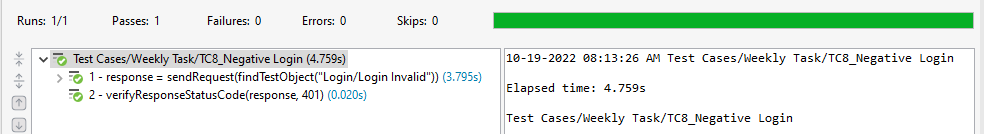 Runs: 1/1 Passes: 1 Failures: 0 Errors: 0 Skips: 0
Test Cases/Weekly Task/TC8_Negative Login (4.759s)
1 - response = sendRequest(findTestObject("Login/Login Invalid")) (3.795s)
2 - verifyResponseStatusCode(response, 401) (0.020s)
10-19-2022 08:13:26 AM Test Cases/Weekly Task/TC8_Negative Login
Elapsed time: 4.759s
Test Cases/Weekly Task/TC8_Negative Login